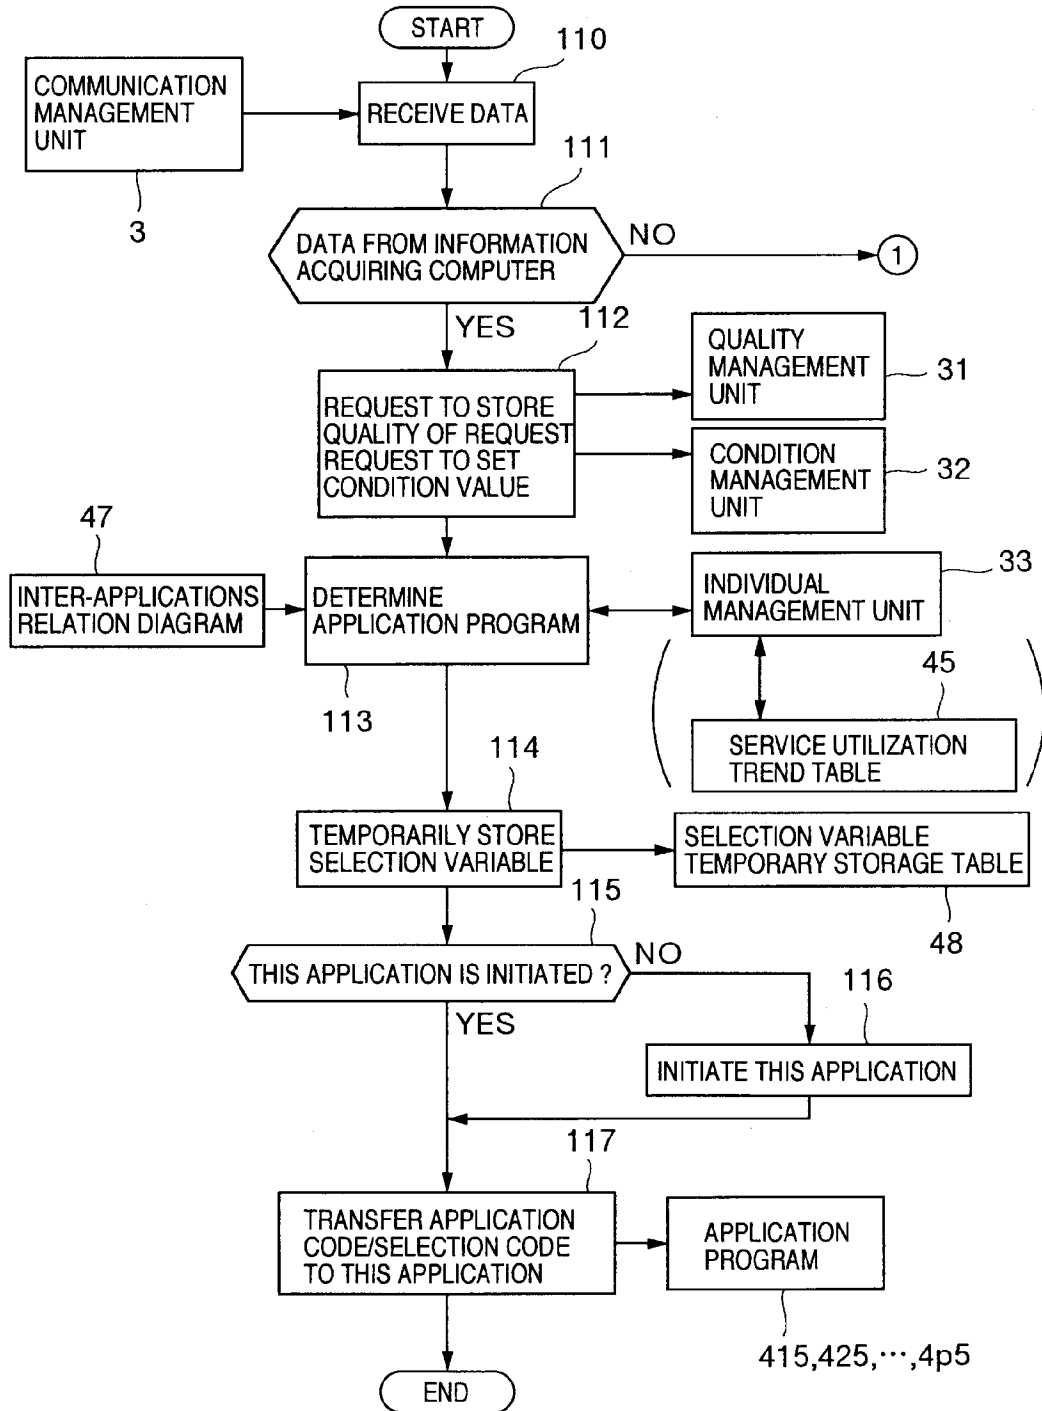 START
110
COMMUNICATION
MANAGEMENT
UNIT
RECEIVE DATA
3
111
DATA FROM INFORMATION
ACQUIRING COMPUTER
NO
1
YES
112
REQUEST TO STORE
QUALITY OF REQUEST
REQUEST TO SET
CONDITION VALUE
QUALITY
MANAGEMENT
UNIT
31
CONDITION
MANAGEMENT
UNIT
32
47
INTER-APPLICATIONS
RELATION DIAGRAM
DETERMINE
APPLICATION PROGRAM
113
33
INDIVIDUAL
MANAGEMENT UNIT
45
SERVICE UTILIZATION
TREND TABLE
114
TEMPORARILY STORE
SELECTION VARIABLE
SELECTION VARIABLE
TEMPORARY STORAGE TABLE
48
115
THIS APPLICATION IS INITIATED ?
NO
YES
116
INITIATE THIS APPLICATION
117
TRANSFER APPLICATION
CODE/SELECTION CODE
TO THIS APPLICATION
APPLICATION
PROGRAM
415,425,···,4p5
END